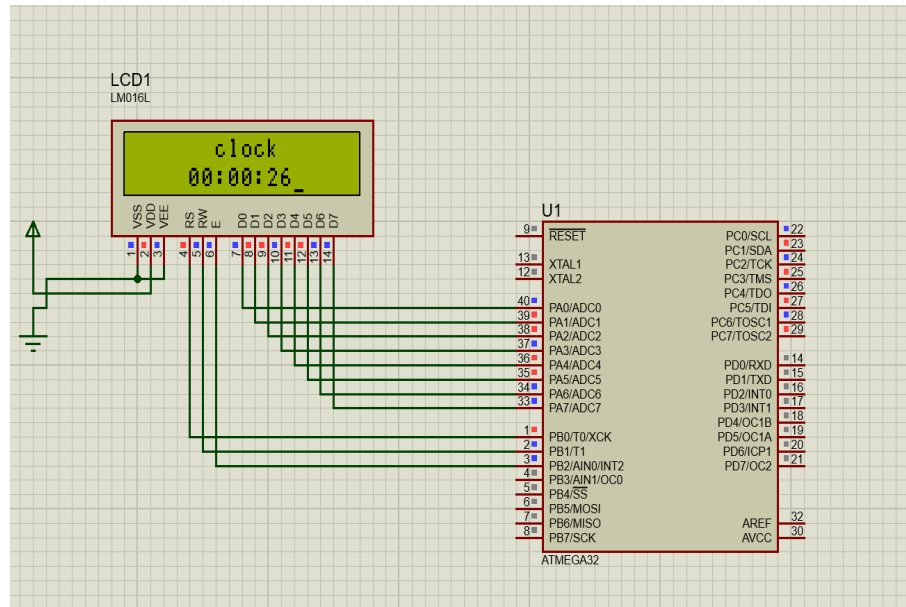 LCD1
LM016L
clock
00:00:26_
VSS
VDD
VEE
RS
RW
E
D0
D1
D2
D3
D4
D5
D6
D7
1
2
3
4
5
6
7
8
9
10
11
12
13
14
U1
9 RESET
13 XTAL1
12 XTAL2
40 PA0/ADC0
39 PA1/ADC1
38 PA2/ADC2
37 PA3/ADC3
36 PA4/ADC4
35 PA5/ADC5
34 PA6/ADC6
33 PA7/ADC7
1 PB0/T0/XCK
2 PB1/T1
3 PB2/AIN0/INT2
4 PB3/AIN1/OC0
5 PB4/SS
6 PB5/MOSI
7 PB6/MISO
8 PB7/SCK
PC0/SCL 22
PC1/SDA 23
PC2/TCK 24
PC3/TMS 25
PC4/TDO 26
PC5/TDI 27
PC6/TOSC1 28
PC7/TOSC2 29
PD0/RXD 14
PD1/TXD 15
PD2/INT0 16
PD3/INT1 17
PD4/OC1B 18
PD5/OC1A 19
PD6/ICP1 20
PD7/OC2 21
AREF 32
AVCC 30
ATMEGA32